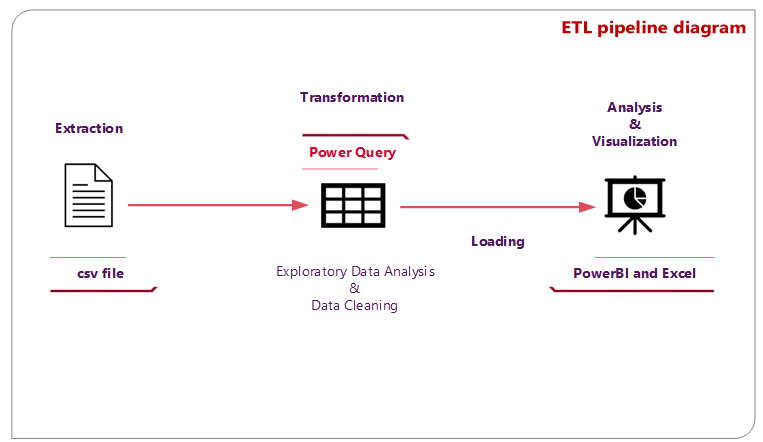 ETL pipeline diagram
Extraction
csv file
Transformation
Power Query
Exploratory Data Analysis
&
Data Cleaning
Loading
Analysis
&
Visualization
PowerBI and Excel